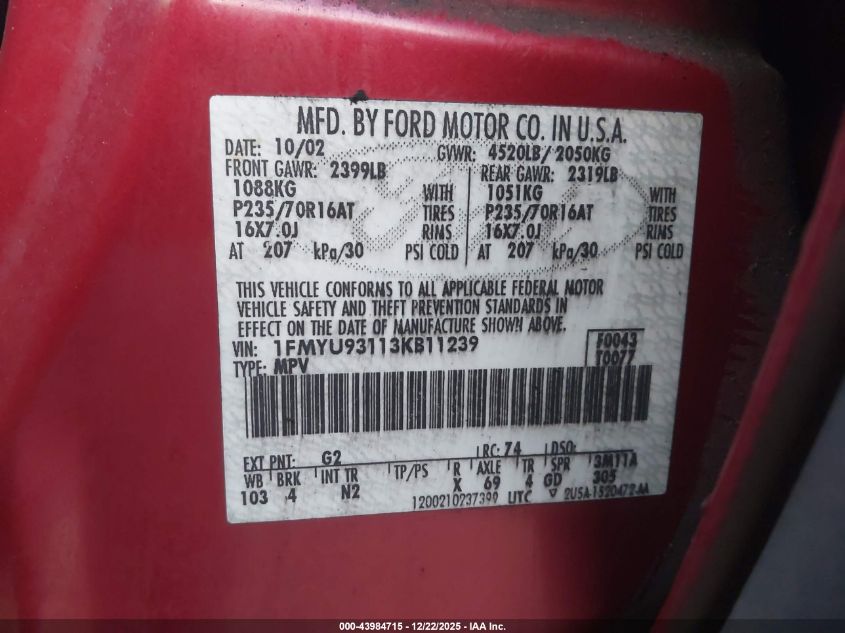 MFD. BY FORD MOTOR CO. IN U.S.A.
DATE: 10/02 GVWR: 4520LB/ 2050KG
FRONT GAWR: 2399LB REAR GAWR: 2319LB
1088KG WITH 1051KG WITH
P235/70R16AT TIRES P235/70R16AT TIRES
16X7.0J RIMS 16X7.0J RIMS
AT 207 kPa/30 PSI COLD AT 207 kPa/30 PSI COLD
THIS VEHICLE CONFORMS TO ALL APPLICABLE FEDERAL MOTOR
VEHICLE SAFETY AND THEFT PREVENTION STANDARDS IN
EFFECT ON THE DATE OF MANUFACTURE SHOWN ABOVE.
VIN: 1FMYU93113KB11239 F0043
TYPE: MPV T0077
EXT PNT: G2 RC: 74 DSO:
WB BRK INT TR TP/PS R AXLE TR SPR 3M11A
103 4 N2 X 69 4 GD 305
1200210237399 UTC ▽ 2U5A-1520472-AA
000-43984715 - 12/22/2025 - IAA Inc.